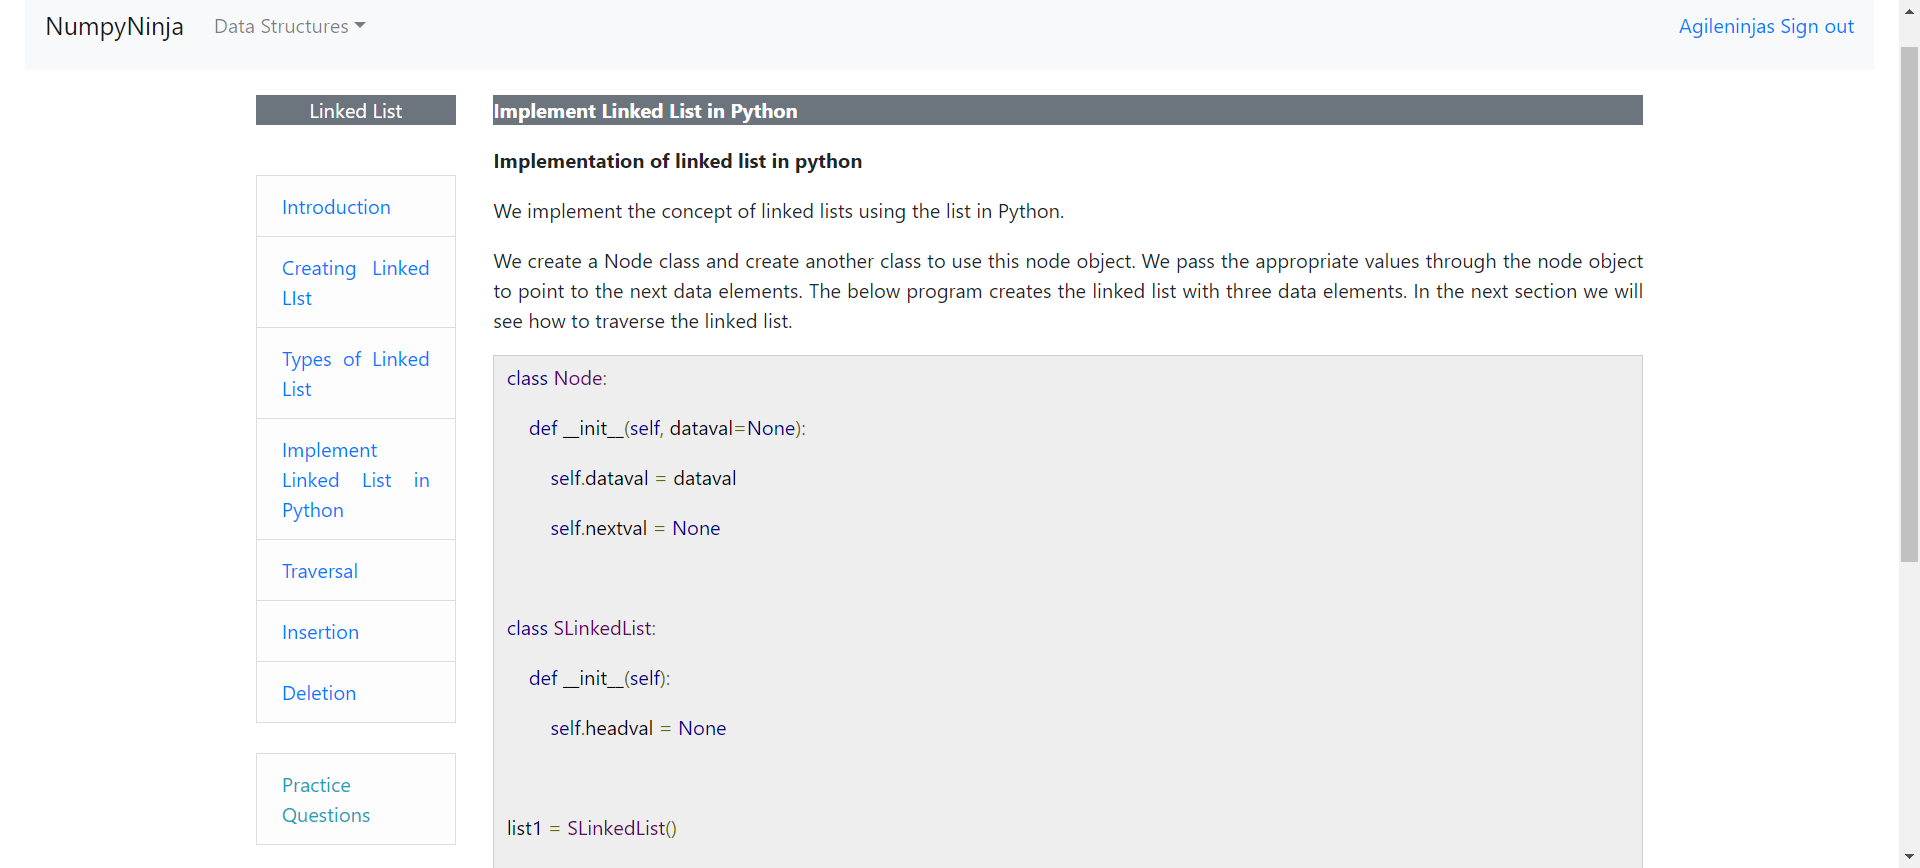 NumpyNinja Data Structures Agileninjas Sign out
Linked List
Introduction
Creating Linked
LIst
Types of Linked
List
Implement
Linked List in
Python
Traversal
Insertion
Deletion
Practice
Questions
Implement Linked List in Python
Implementation of linked list in python
We implement the concept of linked lists using the list in Python.
We create a Node class and create another class to use this node object. We pass the appropriate values through the node object
to point to the next data elements. The below program creates the linked list with three data elements. In the next section we will
see how to traverse the linked list.
class Node:
def __init__(self, dataval=None):
self.dataval = dataval
self.nextval = None
class SLinkedList:
def __init__(self):
self.headval = None
list1 = SLinkedList()